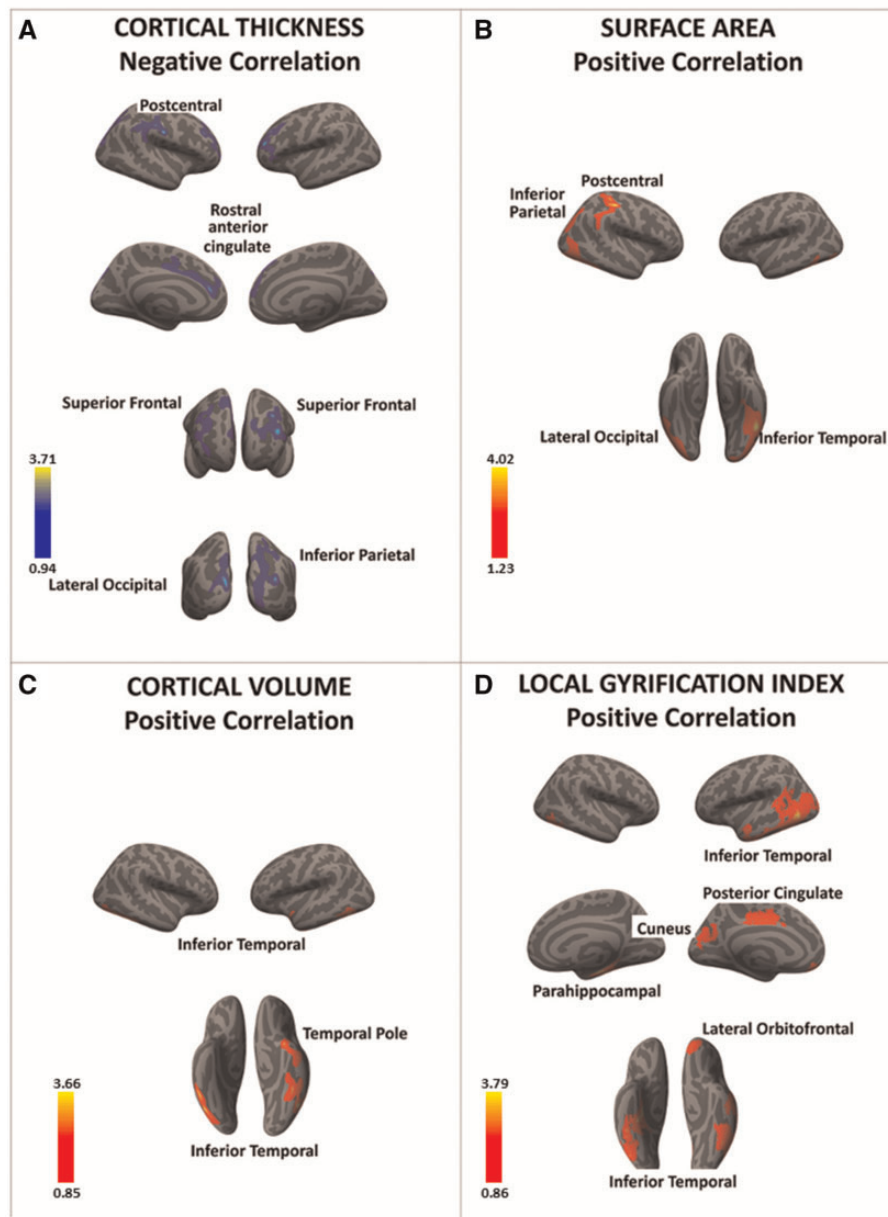 A
CORTICAL THICKNESS
Negative Correlation
Postcentral
Rostral
anterior
cingulate
Superior Frontal
Superior Frontal
3.71
0.94
Inferior Parietal
Lateral Occipital
B
SURFACE AREA
Positive Correlation
Postcentral
Inferior
Parietal
Lateral Occipital
Inferior Temporal
4.02
1.23
C
CORTICAL VOLUME
Positive Correlation
Inferior Temporal
Temporal Pole
3.66
0.85
Inferior Temporal
D
LOCAL GYRIFICATION INDEX
Positive Correlation
Inferior Temporal
Posterior Cingulate
Cuneus
Parahippocampal
Lateral Orbitofrontal
3.79
0.86
Inferior Temporal